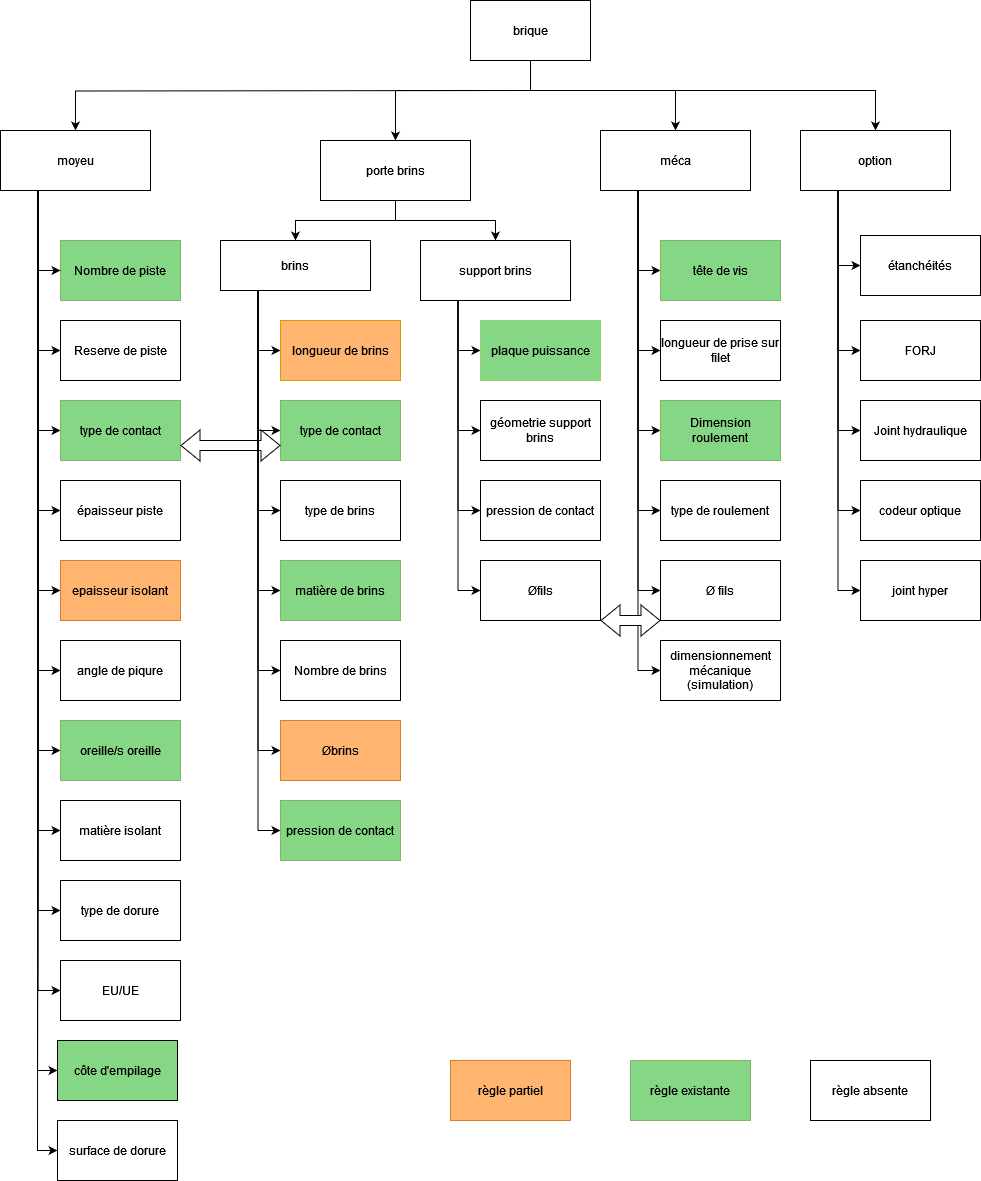 brique
moyeu
porte brins
méca
option
brins
support brins
Nombre de piste
Reserve de piste
type de contact
épaisseur piste
epaisseur isolant
angle de piqure
oreille/s oreille
matière isolant
type de dorure
EU/UE
côte d'empilage
surface de dorure
longueur de brins
type de contact
type de brins
matière de brins
Nombre de brins
Øbrins
pression de contact
plaque puissance
géometrie support
brins
pression de contact
Øfils
tête de vis
longueur de prise sur
filet
Dimension
roulement
type de roulement
Ø fils
dimensionnement
mécanique
(simulation)
étanchéités
FORJ
Joint hydraulique
codeur optique
joint hyper
règle partiel
règle existante
règle absente